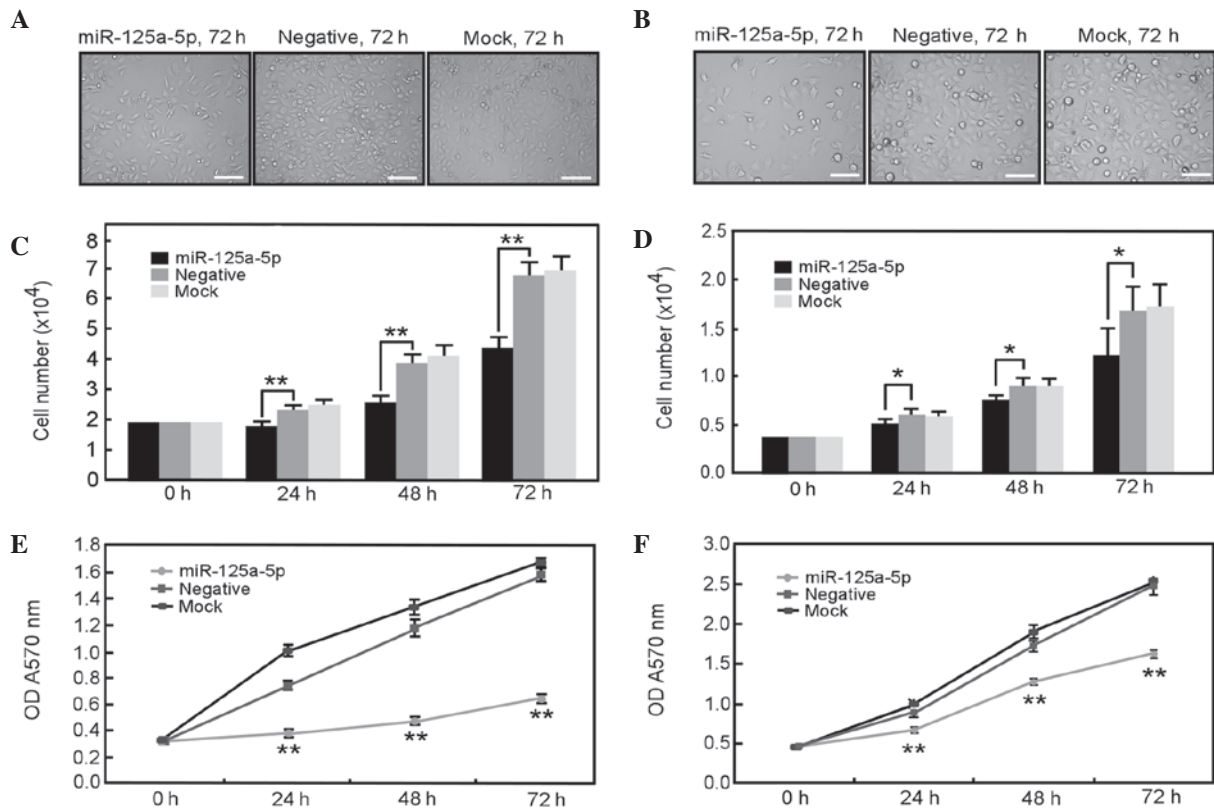 A
miR-125a-5p, 72 h
Negative, 72 h
Mock, 72 h
B
miR-125a-5p, 72 h
Negative, 72 h
Mock, 72 h
C
Cell number (x10⁴)
8
7
6
5
4
3
2
1
0
miR-125a-5p
Negative
Mock
**
**
**
0 h
24 h
48 h
72 h
D
Cell number (x10⁴)
2.5
2.0
1.5
1.0
0.5
0.0
miR-125a-5p
Negative
Mock
*
*
*
0 h
24 h
48 h
72 h
E
OD A570 nm
1.8
1.6
1.4
1.2
1.0
0.8
0.6
0.4
0.2
0.0
miR-125a-5p
Negative
Mock
**
**
**
0 h
24 h
48 h
72 h
F
OD A570 nm
3.0
2.5
2.0
1.5
1.0
0.5
0.0
miR-125a-5p
Negative
Mock
**
**
**
0 h
24 h
48 h
72 h